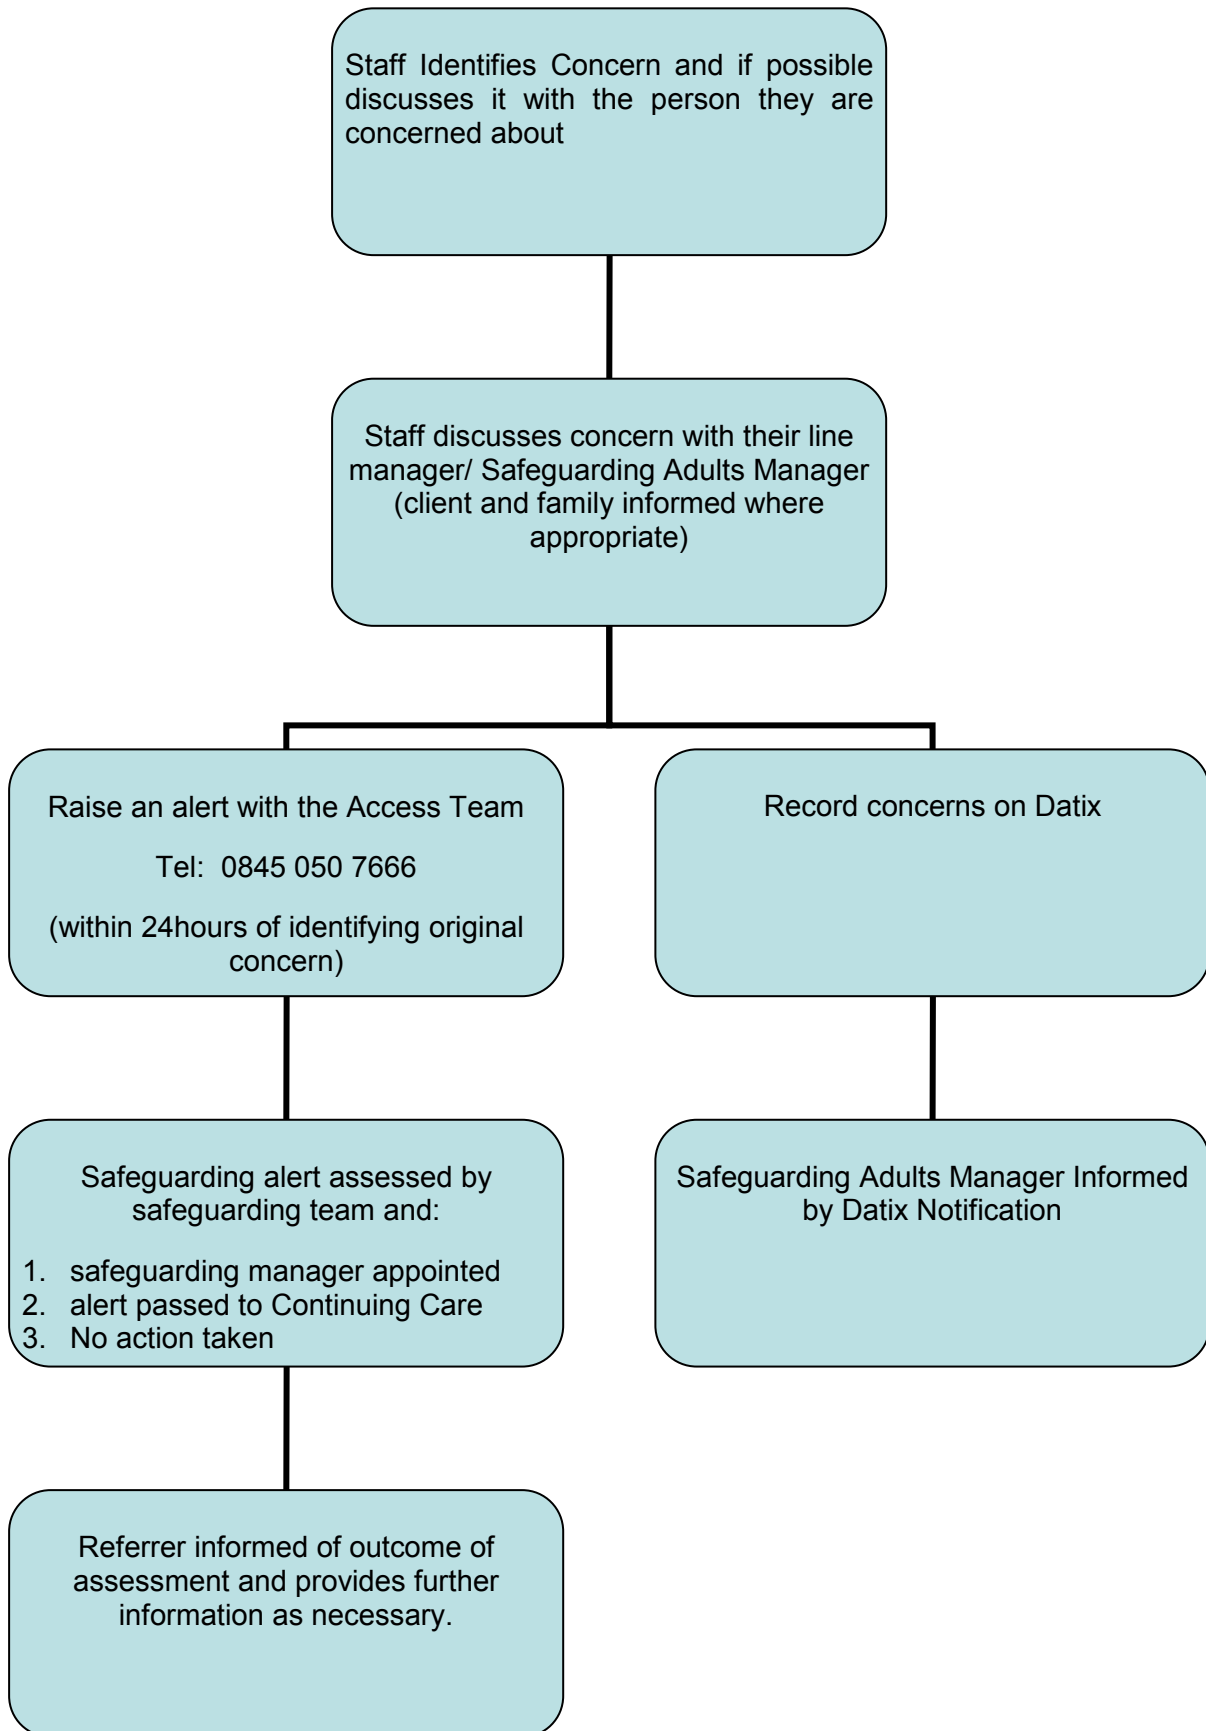 Staff Identifies Concern and if possible
discusses it with the person they are
concerned about
Staff discusses concern with their line
manager/ Safeguarding Adults Manager
(client and family informed where
appropriate)
Raise an alert with the Access Team
Tel:  0845 050 7666
(within 24hours of identifying original
concern)
Record concerns on Datix
Safeguarding alert assessed by
safeguarding team and:
1. safeguarding manager appointed
2. alert passed to Continuing Care
3. No action taken
Safeguarding Adults Manager Informed
by Datix Notification
Referrer informed of outcome of
assessment and provides further
information as necessary.